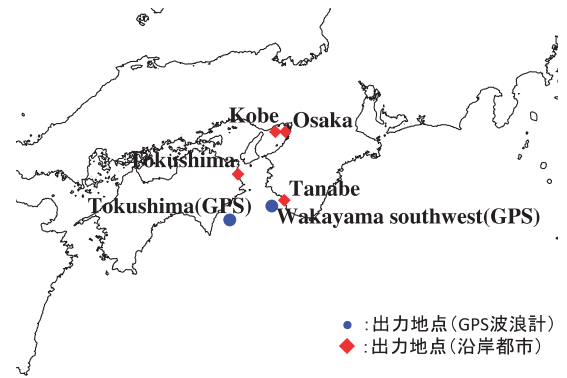 Kobe Osaka
Tokushima
Tanabe
Tokushima(GPS)
Wakayama southwest(GPS)
:出力地点(GPS波浪計)
:出力地点(沿岸都市)